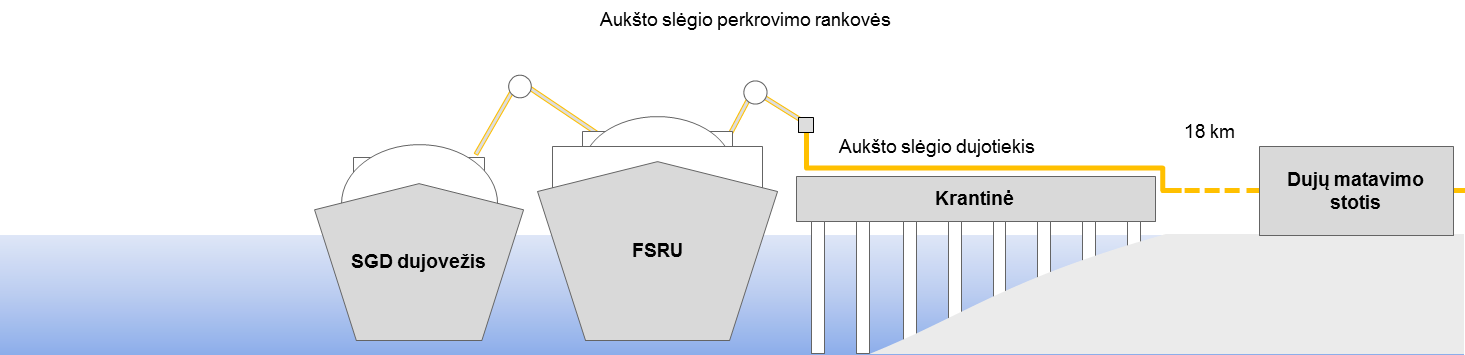 Aukšto slėgio perkrovimo rankovės
18 km
Aukšto slėgio dujotiekis
Dujų matavimo
stotis
Krantinė
FSRU
SGD dujovežis